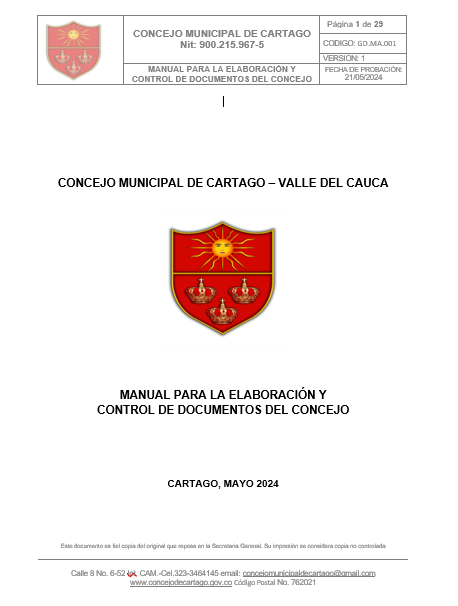 CONCEJO MUNICIPAL DE CARTAGO
Nit: 900.215.967-5
MANUAL PARA LA ELABORACIÓN Y
CONTROL DE DOCUMENTOS DEL CONCEJO
Página 1 de 29
CODIGO: GD.MA.001
VERSION: 1
FECHA DE PROBACIÓN:
21/05/2024
CONCEJO MUNICIPAL DE CARTAGO – VALLE DEL CAUCA
MANUAL PARA LA ELABORACIÓN Y
CONTROL DE DOCUMENTOS DEL CONCEJO
CARTAGO, MAYO 2024
Este documento es fiel copia del original que reposa en la Secretaria General. Su impresión se considera copia no controlada
Calle 8 No. 6-52 Int. CAM.-Cel.323-3464145 email: concejomunicipaldecartago@gmail.com
www.concejodecartago.gov.co Código Postal No. 762021